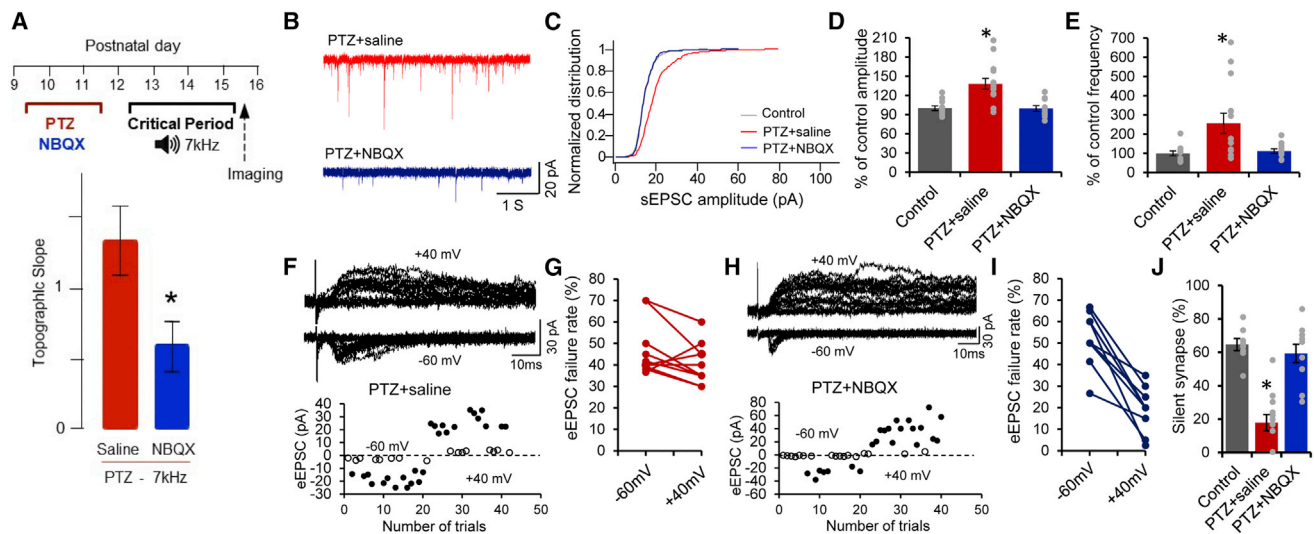 A
Postnatal day
9 10 11 12 13 14 15 16
PTZ
NBQX
Critical Period
7kHz
Imaging
Topographic Slope
1
0
Saline NBQX
PTZ - 7kHz
*
B
PTZ+saline
PTZ+NBQX
20 pA
1 S
C
Normalized distribution
1
0.8
0.6
0.4
0.2
0
0 20 40 60 80 100
sEPSC amplitude (pA)
Control
PTZ+saline
PTZ+NBQX
D
% of control amplitude
210
180
150
120
90
60
30
0
*
Control
PTZ+saline
PTZ+NBQX
E
% of control frequency
700
600
500
400
300
200
100
0
*
Control
PTZ+saline
PTZ+NBQX
F
+40 mV
-60 mV
30 pA
10ms
PTZ+saline
eEPSC (pA)
40
30
20
10
0
-10
-20
-30
-60 mV
+40 mV
0 10 20 30 40 50
Number of trials
G
eEPSC failure rate (%)
80
70
60
50
40
30
20
10
0
-60mV
+40mV
H
+40 mV
-60 mV
30 pA
10ms
PTZ+NBQX
eEPSC (pA)
80
60
40
20
0
-20
-40
-60
-60 mV
+40 mV
0 10 20 30 40 50
Number of trials
I
eEPSC failure rate (%)
80
70
60
50
40
30
20
10
0
-60mV
+40mV
J
Silent synapse (%)
100
80
60
40
20
0
*
Control
PTZ+saline
PTZ+NBQX